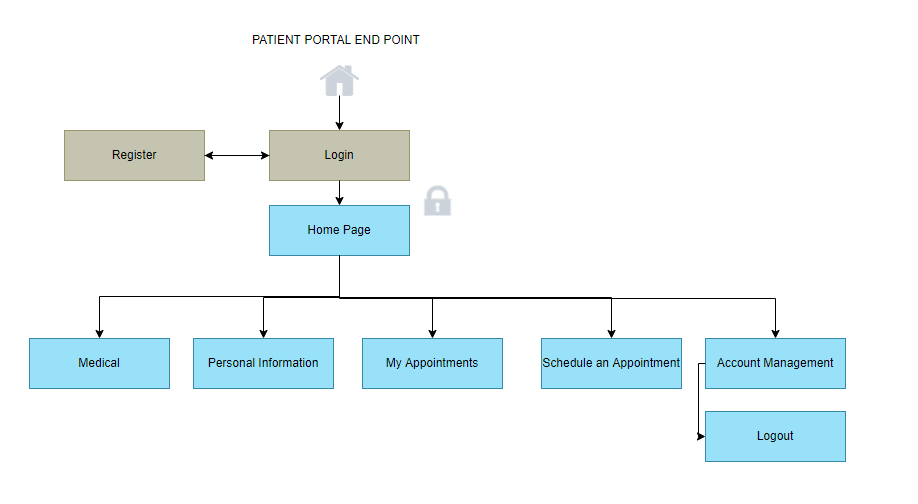 PATIENT PORTAL END POINT
Register
Login
Home Page
Medical
Personal Information
My Appointments
Schedule an Appointment
Account Management
Logout